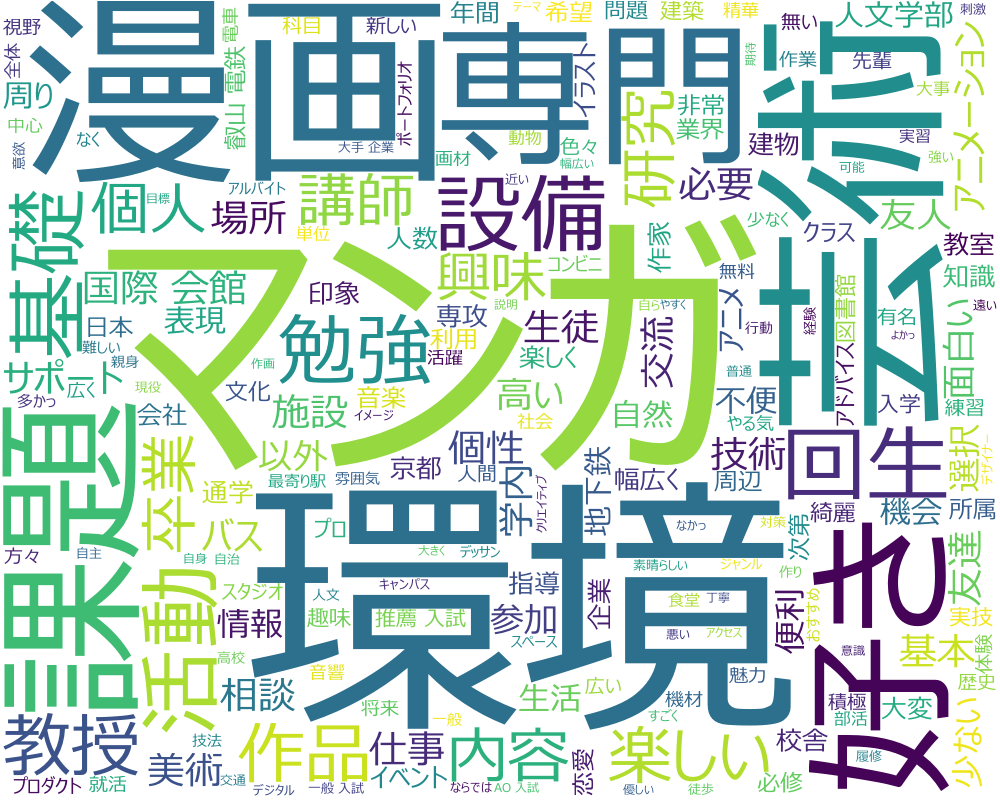 視野
全体
周り
中心
なく
意欲
漫画
専門
芸術
科目
新しい
年間
希望
テーマ
問題
建築
精華
無い
人文学部
刺激
叡山 電鉄
電車
ポートフォリオ
大手 企業
画材
動物
色々
幅広い
イラスト
期待
研究
非常
業界
建物
作業
先輩
大事
実習
強い
可能
アニメーション
基礎
個人
アルバイト
目標
場所
講師
単位
人数
設備
近い
必要
少なく
友人
クラス
教室
知識
遠い
国際 会館
表現
日本
難しい
親身
印象
マンガ
興味
コンビニ
作家
説明
専攻
利用
活躍
生徒
楽しく
交流
自らやすく
無料
アニメ
行動
経験
図書館
アドバイス
有名
よかっ
面白い
サポート
広く
多かっ
現役
作画
勉強
文化
音楽
イメージ
会社
施設
高い
社会
自然
不便
普通
やる気
入学
練習
課題
卒業
以外
最寄り駅
雰囲気
京都
個性
人間
学内
クリエイティブ
地下鉄
幅広く
技術
周辺
回生
綺麗
選択
デザイナー
機会
所属
通学
バス
方々
自主
自身
自治
プロ
大きく
デッサン
なかっ
対策
次第
環境
素晴らしい
ジャンル
作り
好き
友達
活動
スタジオ
キャンパス
人文
趣味
推薦 入試
指導
参加
スペース
企業
食堂
丁寧
便利
おすすめ
悪い
アクセス
意識
基本
実技
歴史
体験
情報
高校
音響
相談
将来
一般
生活
広い
すごく
機材
魅力
積極
部活
大変
教授
技法
美術
交通
プロダクト
就活
作品
デジタル
仕事
イベント
一般 入試
内容
ならでは
AO 入試
恋愛
優しい
楽しい
徒歩
必修
校舎
履修
少ない